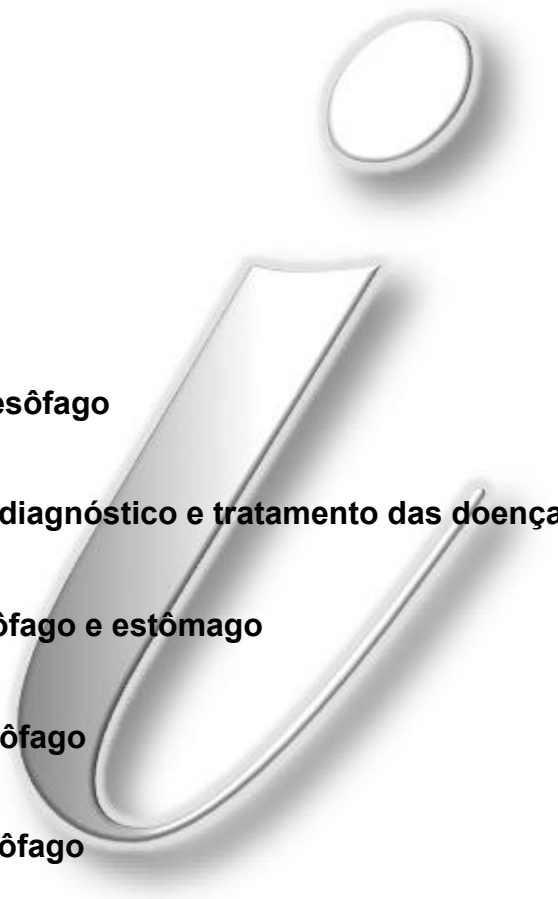 esôfago
diagnóstico e tratamento das doença
ôfago e estômago
ôfago
ôfago